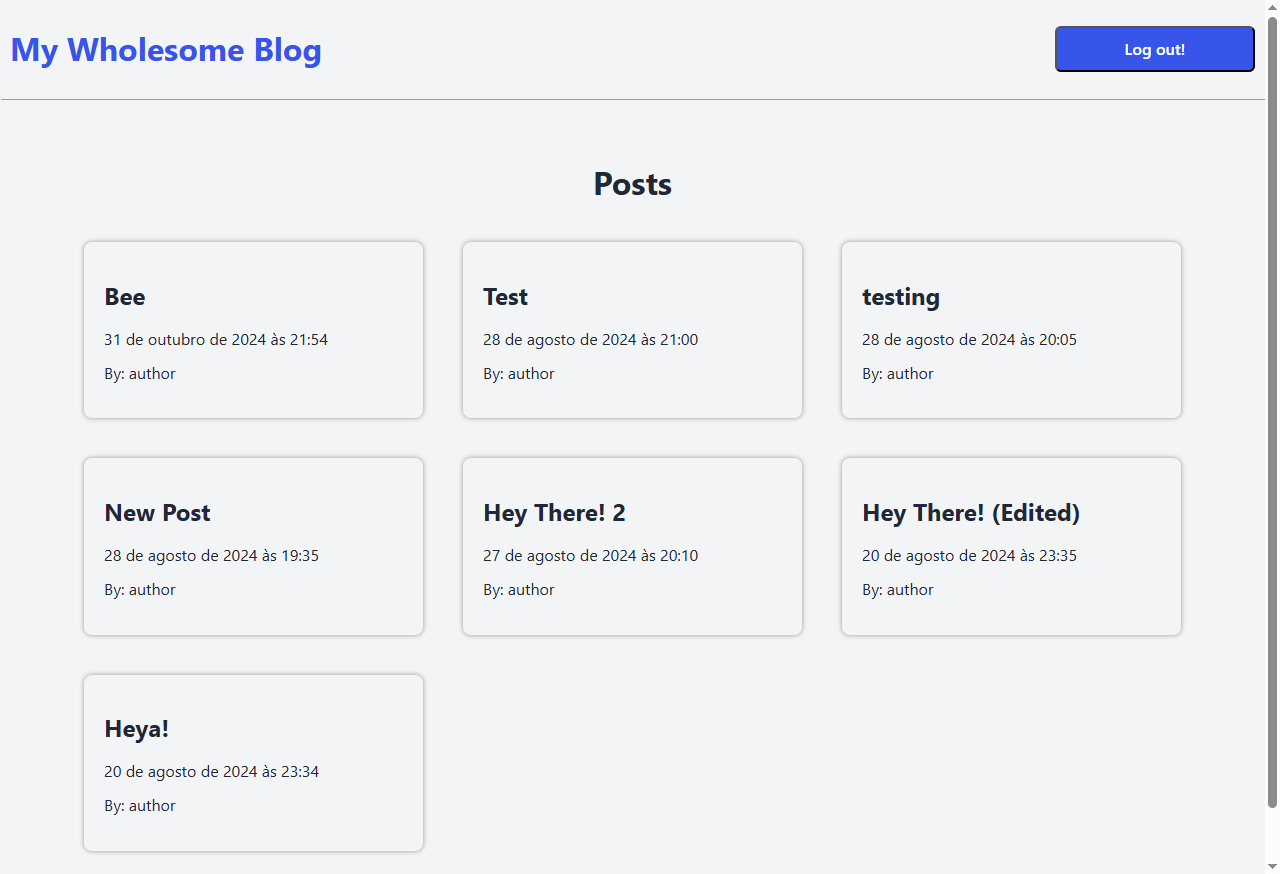 My Wholesome Blog
Log out!
Posts
Bee
31 de outubro de 2024 às 21:54
By: author
Test
28 de agosto de 2024 às 21:00
By: author
testing
28 de agosto de 2024 às 20:05
By: author
New Post
28 de agosto de 2024 às 19:35
By: author
Hey There! 2
27 de agosto de 2024 às 20:10
By: author
Hey There! (Edited)
20 de agosto de 2024 às 23:35
By: author
Heya!
20 de agosto de 2024 às 23:34
By: author